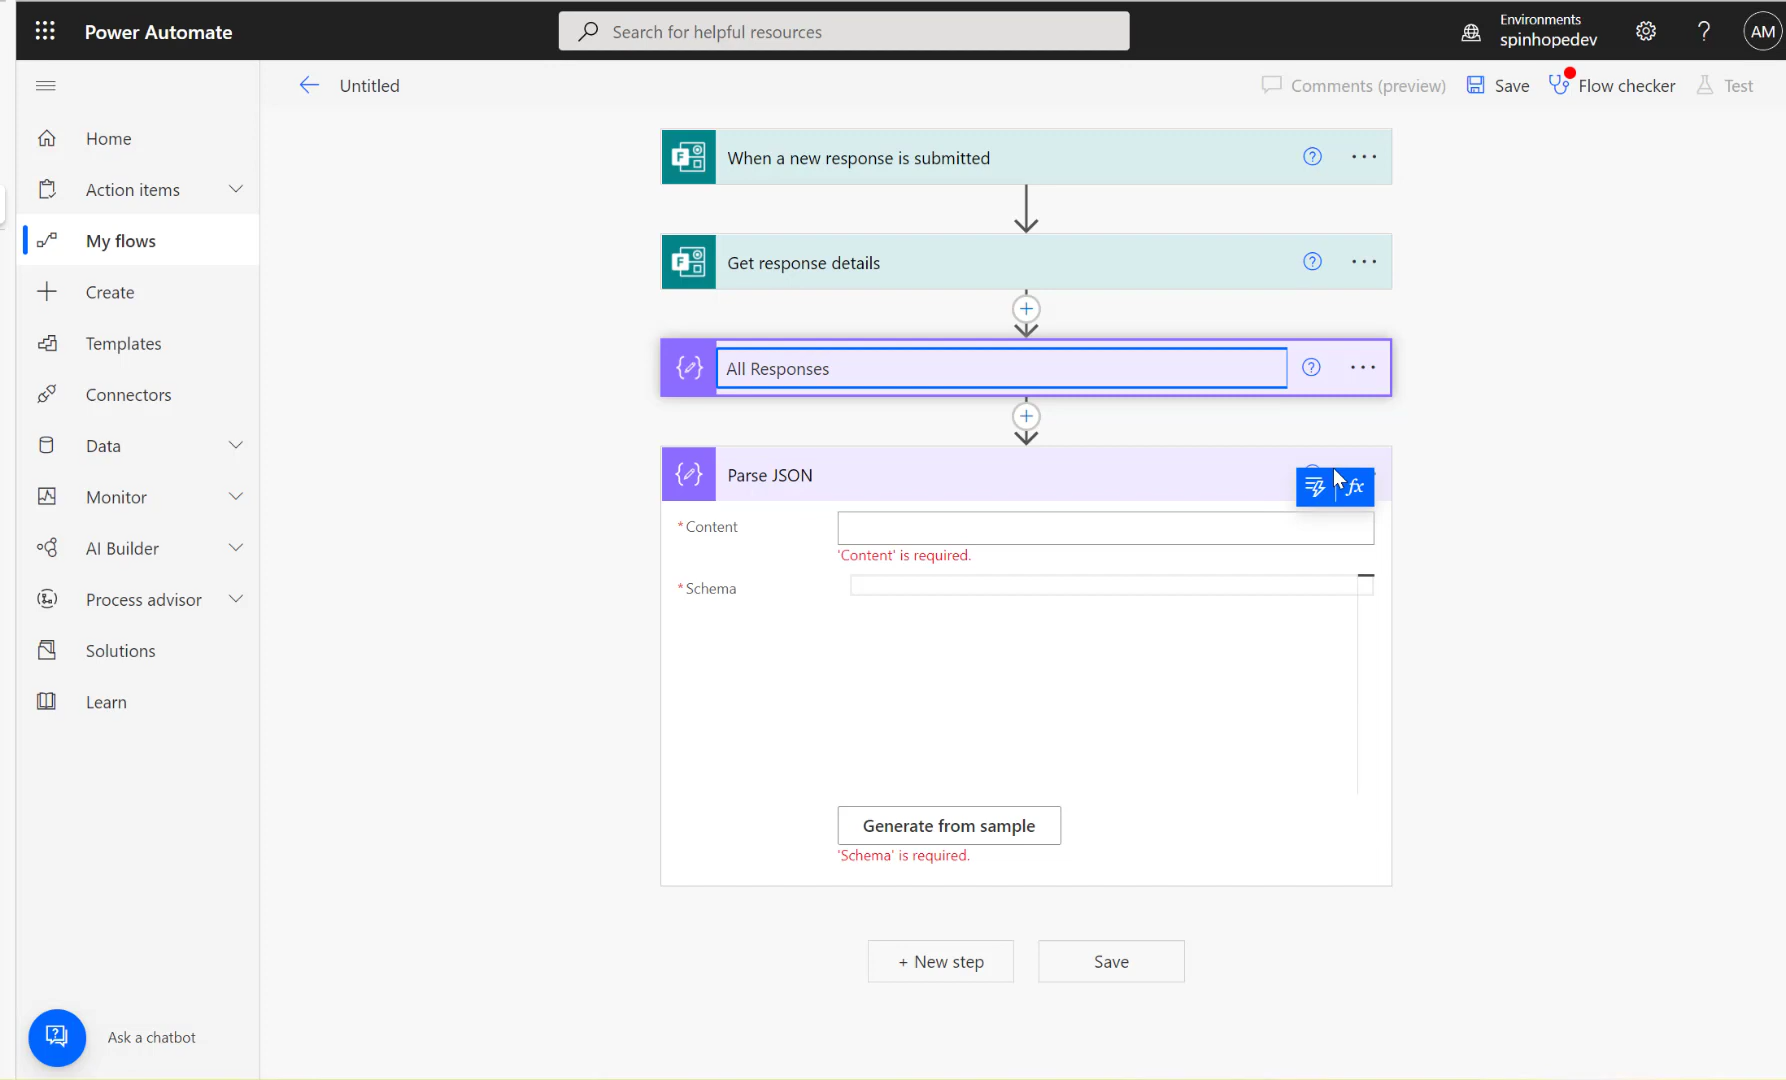 Power Automate
Search for helpful resources
Environments
spinhopedev
?
AM
Untitled
Comments (preview)
Save
Flow checker
Test
Home
Action items
My flows
Create
Templates
Connectors
Data
Monitor
AI Builder
Process advisor
Solutions
Learn
Ask a chatbot
When a new response is submitted
Get response details
All Responses
Parse JSON
fx
*Content
'Content' is required.
*Schema
Generate from sample
'Schema' is required.
+ New step
Save